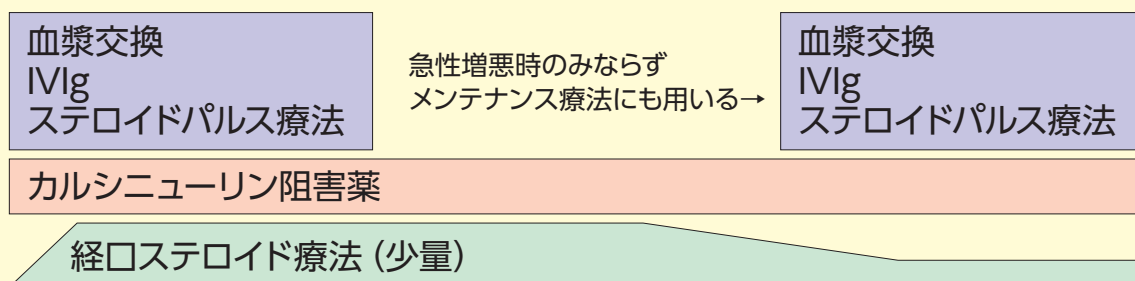 血漿交換
IVIg
ステロイドパルス療法
急性増悪時のみならず
メンテナンス療法にも用いる→
血漿交換
IVIg
ステロイドパルス療法
カルシニューリン阻害薬
経口ステロイド療法（少量）